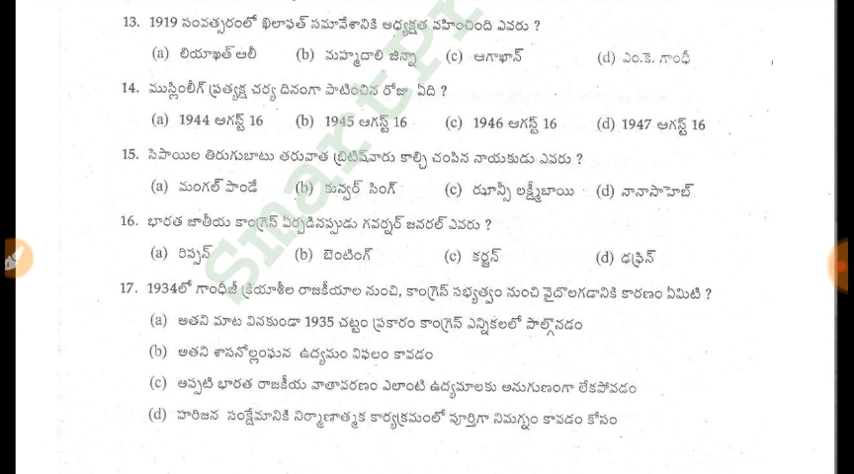 13. 1919 సంవత్సరంలో ఖిలాఫత్ సమావేశానికి అధ్యక్షత వహించింది ఎవరు ?
(a) లియాఖత్ ఆలీ (b) మహ్మదాలి జిన్నా (c) ఆగాఖాన్ (d) ఎం.కె. గాంధీ
14. ముస్లింలీగ్ ప్రత్యక్ష చర్య దినంగా పాటించిన రోజు ఏది ?
(a) 1944 ఆగస్ట్ 16 (b) 1945 ఆగస్ట్ 16 (c) 1946 ఆగస్ట్ 16 (d) 1947 ఆగస్ట్ 16
15. సిపాయిల తిరుగుబాటు తరువాత బ్రిటిష్‌వారు కాల్చి చంపిన నాయకుడు ఎవరు ?
(a) మంగల్ పాండే (b) కున్వర్ సింగ్ (c) ఝాన్సీ లక్ష్మీబాయి (d) నానాసాహెబ్
16. భారత జాతీయ కాంగ్రెస్ ఏర్పడినప్పుడు గవర్నర్ జనరల్ ఎవరు ?
(a) రిప్పన్ (b) బెంటింగ్ (c) కర్జన్ (d) డఫ్రిన్
17. 1934లో గాంధీజీ క్రియాశీల రాజకీయాల నుంచి, కాంగ్రెస్ సభ్యత్వం నుంచి వైదొలగడానికి కారణం ఏమిటి ?
(a) అతని మాట వినకుండా 1935 చట్టం ప్రకారం కాంగ్రెస్ ఎన్నికలలో పాల్గొనడం
(b) అతని శాసనోల్లంఘన ఉద్యమం విఫలం కావడం
(c) అప్పటి భారత రాజకీయ వాతావరణం ఎలాంటి ఉద్యమాలకు అనుగుణంగా లేకపోవడం
(d) హరిజన సంక్షేమానికి నిర్మాణాత్మక కార్యక్రమంలో పూర్తిగా నిమగ్నం కావడం కోసం